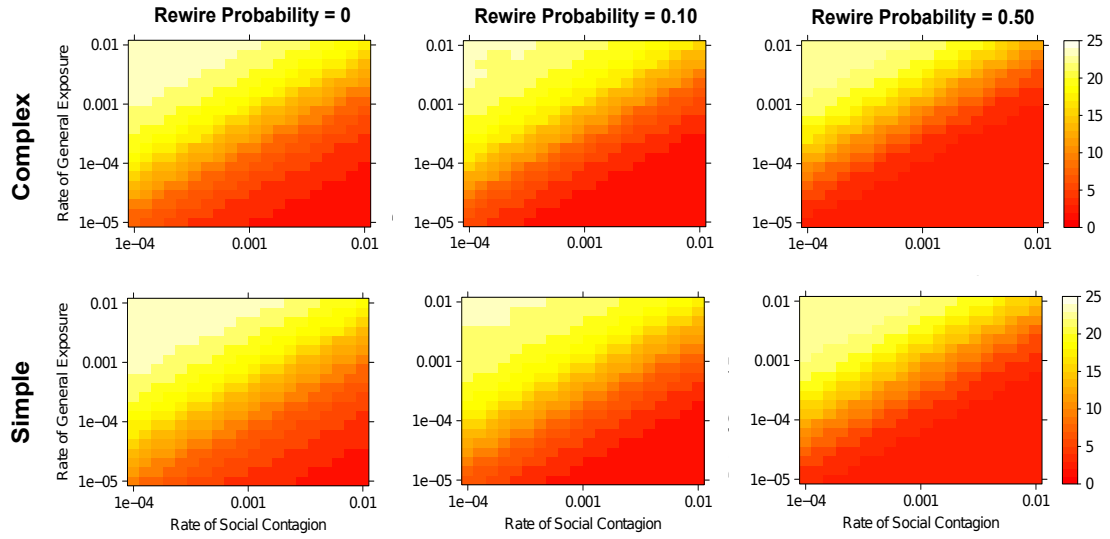 Rewire Probability = 0
Rewire Probability = 0.10
Rewire Probability = 0.50
Complex
Rate of General Exposure
0.01
0.001
1e−04
1e−05
1e−04
0.001
0.01
0.01
0.001
1e−04
1e−05
1e−04
0.001
0.01
0.01
0.001
1e−04
1e−05
1e−04
0.001
0.01
25
20
15
10
5
0
Simple
Rate of General Exposure
0.01
0.001
1e−04
1e−05
1e−04
0.001
0.01
Rate of Social Contagion
0.01
0.001
1e−04
1e−05
1e−04
0.001
0.01
Rate of Social Contagion
0.01
0.001
1e−04
1e−05
1e−04
0.001
0.01
Rate of Social Contagion
25
20
15
10
5
0